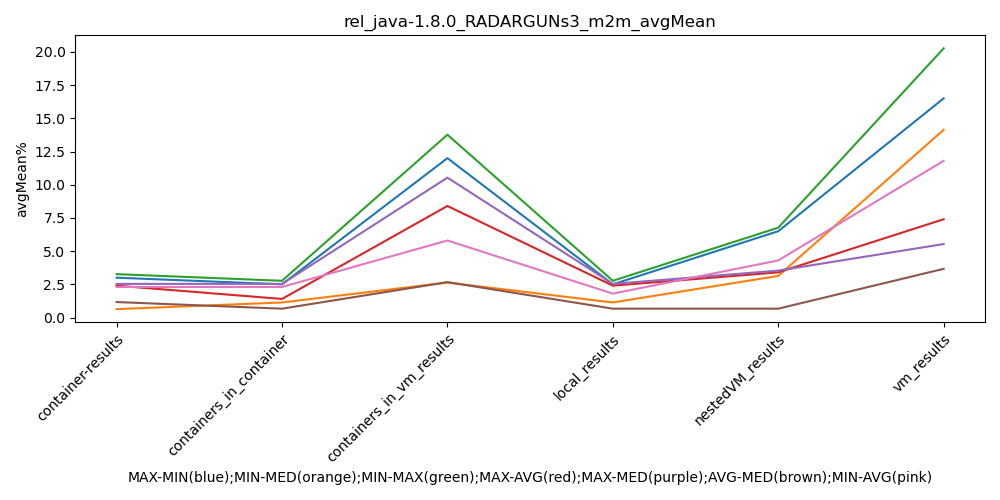 rel_java-1.8.0_RADARGUNs3_m2m_avgMean
avgMean%
20.0
17.5
15.0
12.5
10.0
7.5
5.0
2.5
0.0
container-results
containers_in_container
containers_in_vm_results
local_results
nestedVM_results
vm_results
MAX-MIN(blue);MIN-MED(orange);MIN-MAX(green);MAX-AVG(red);MAX-MED(purple);AVG-MED(brown);MIN-AVG(pink)